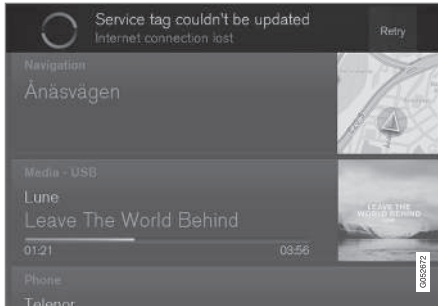 Service tag couldn't be updated
Internet connection lost
Retry
Navigation
Ånäsvägen
Media - USB
Lune
Leave The World Behind
LEAVE THE
WORLD BEHIND
01:21
03:56
Phone
Telenor
G052672